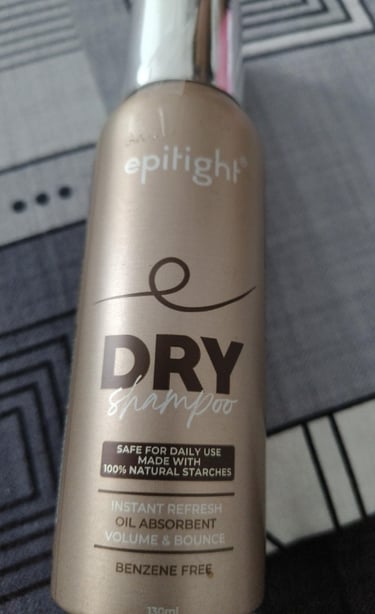 epitight®
DRY
shampoo
SAFE FOR DAILY USE
MADE WITH
100% NATURAL STARCHES
INSTANT REFRESH
OIL ABSORBENT
VOLUME & BOUNCE
BENZENE FREE
130ml